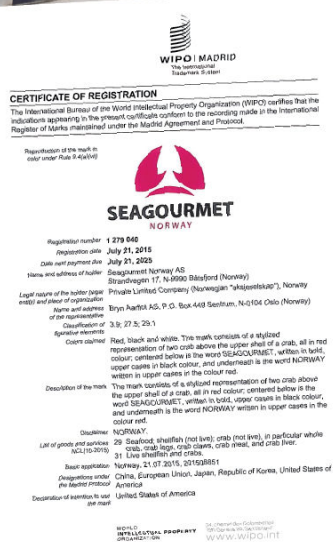 WIPO | MADRID
The International
Trademark System
CERTIFICATE OF REGISTRATION
The International Bureau of the World Intellectual Property Organization (WIPO) certifies that the
indications appearing in the present certificate conform to the recording made in the International
Register of Marks maintained under the Madrid Agreement and Protocol.
Reproduction of the mark in
color under Rule 9.4(a)(vii)
SEAGOURMET
NORWAY
Registration number 1 279 040
Registration date July 21, 2015
Date next payment due July 21, 2025
Name and address of holder Seagourmet Norway AS
Strandvegen 17, N-9990 Båtsfjord (Norway)
Legal nature of the holder (legal
entity) and place of organization Private Limited Company (Norwegian "aksjeselskap"), Norway
Name and address
of the representative Bryn Aarflot AS, P.O. Box 449 Sentrum, N-0104 Oslo (Norway)
Classification of
figurative elements 3.9; 27.5; 29.1
Colors claimed Red, black and white. The mark consists of a stylized
representation of two crab above the upper shell of a crab, all in red
colour; centered below is the word SEAGOURMET, written in bold,
upper cases in black colour, and underneath is the word NORWAY
written in upper cases in the colour red.
Description of the mark The mark consists of a stylized representation of two crab above
the upper shell of a crab, all in red colour; centered below is the
word SEAGOURMET, written in bold, upper cases in black colour,
and underneath is the word NORWAY written in upper cases in the
colour red.
Disclaimer NORWAY.
List of goods and services
NCL(10-2015) 29 Seafood; shellfish (not live); crab (not live), in particular whole
crab, crab legs, crab claws, crab meat, and crab liver.
31 Live shellfish and crabs.
Basic application Norway, 21.07.2015, 201508851
Designations under
the Madrid Protocol China, European Union, Japan, Republic of Korea, United States of
America
Declaration of intention to use
the mark United States of America
WORLD
INTELLECTUAL PROPERTY
ORGANIZATION
www.wipo.int